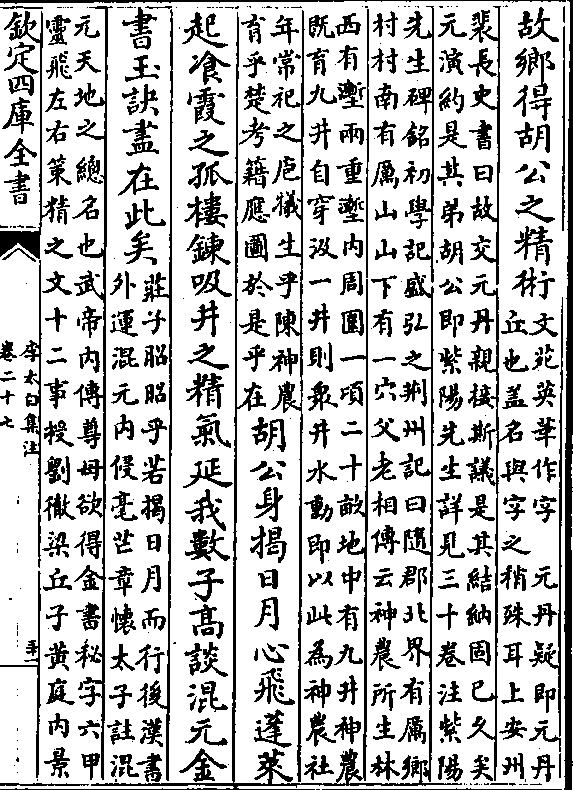 故鄉得胡公之精術
文苑英華作字　元丹疑即元丹
丘也蓋名與字之稍殊耳上安州
裴長史書曰故交元丹親接斯議是其結納固已久矣
元演約是其弟胡公即紫陽先生詳見三十卷注紫陽
先生碑銘初學記盛弘之荆州記曰隨郡北界有厲鄉
村村南有厲山山下有一穴父老相傳云神農所生林
西有壍兩重壍内周圍一頃二十畝地中有九井神農
既育九井自穿汲一井則衆井水動即以此為神農社
年常祀之庖犧生乎陳神農
育乎楚考籍應圖於是乎在
胡公身揭日月心飛蓬萊
起飡霞之孤樓鍊吸井之精氣延我數子高談混元金
書玉訣盡在此矣
莊子昭昭乎若揭日月而行後漢書
外運混元内侵毫芒章懷太子註混
元天地之總名也武帝内傳尊母欲得金書秘字六甲
靈飛左右策精之文十二事授劉徹梁丘子黄庭内景
欽定四庫全書
李太白集注
卷二十七